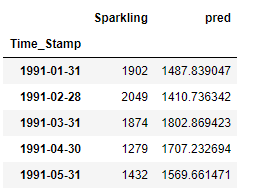 Sparkling pred
Time_Stamp
1991-01-31 1902 1487.839047
1991-02-28 2049 1410.736342
1991-03-31 1874 1802.869423
1991-04-30 1279 1707.232694
1991-05-31 1432 1569.661471